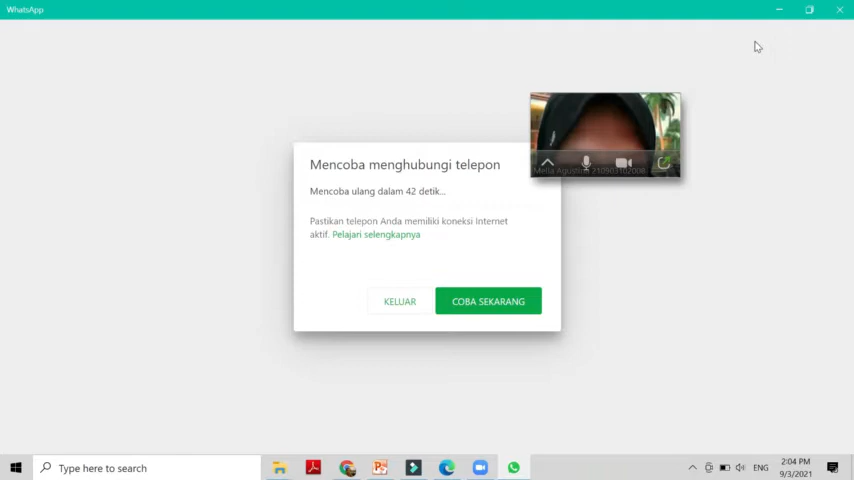 WhatsApp
Mencoba menghubungi telepon
Mencoba ulang dalam 42 detik...
Pastikan telepon Anda memiliki koneksi Internet
aktif. Pelajari selengkapnya
KELUAR
COBA SEKARANG
Type here to search
ENG
2:04 PM
9/3/2021